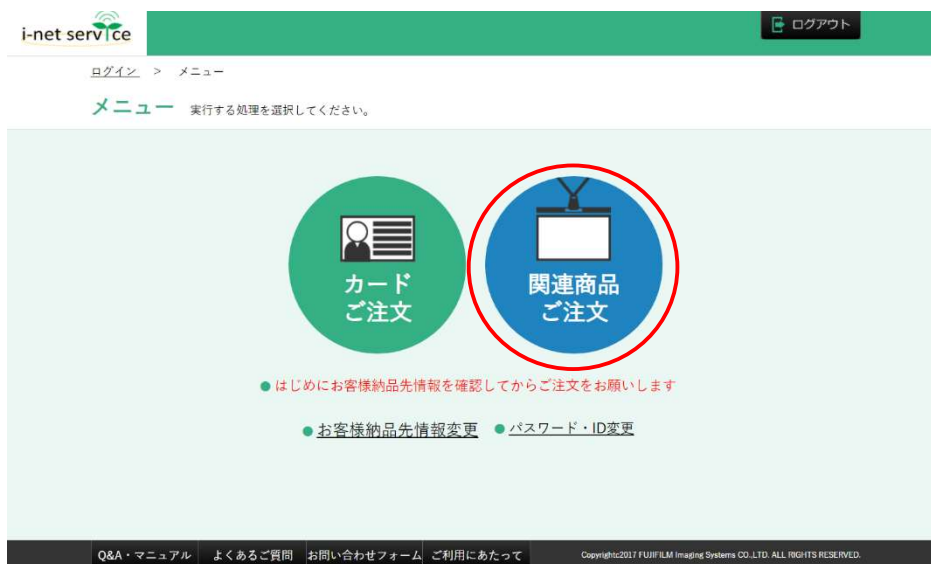 i-net service
ログアウト
ログイン > メニュー
メニュー 実行する処理を選択してください。
カード
ご注文
関連商品
ご注文
●はじめにお客様納品先情報を確認してからご注文をお願いします
●お客様納品先情報変更 ●パスワード・ID変更
Q&A・マニュアル よくあるご質問 お問い合わせフォーム ご利用にあたって Copyrightc2017 FUJIFILM Imaging Systems CO.,LTD. ALL RIGHTS RESERVED.